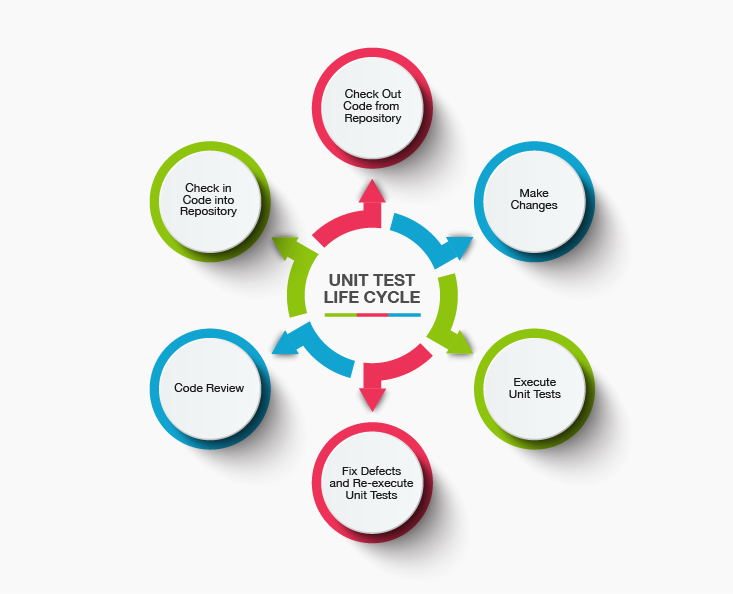 UNIT TEST
LIFE CYCLE
Check Out
Code from
Repository
Make
Changes
Execute
Unit Tests
Fix Defects
and Re-execute
Unit Tests
Code Review
Check in
Code into
Repository